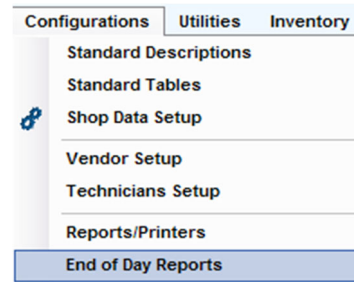 Configurations Utilities Inventory
Standard Descriptions
Standard Tables
Shop Data Setup
Vendor Setup
Technicians Setup
Reports/Printers
End of Day Reports